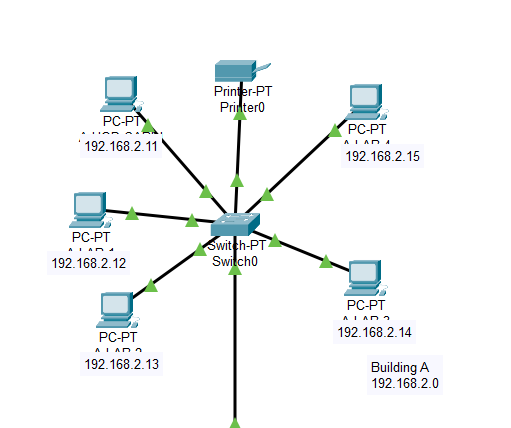 Printer-PT
Printer0
PC-PT
192.168.2.11
PC-PT
192.168.2.15
PC-PT
192.168.2.12
Switch-PT
Switch0
PC-PT
192.168.2.14
PC-PT
192.168.2.13
Building A
192.168.2.0